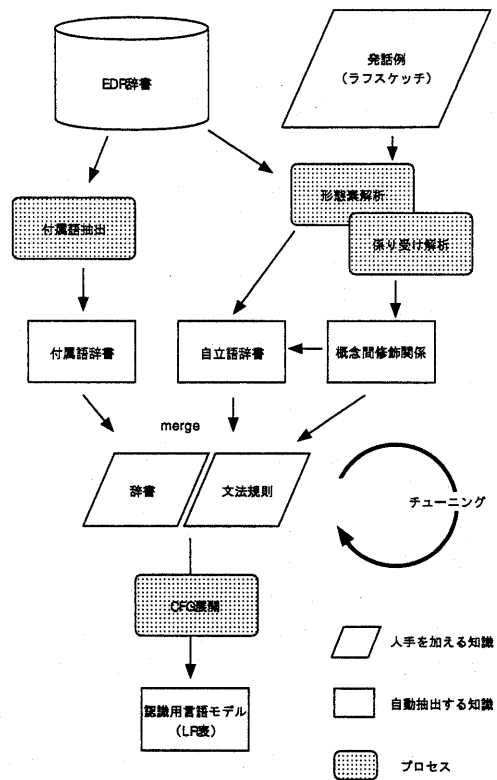 EDR辞書
発話例
(ラフスケッチ)
付属語抽出
形態素解析
係り受け解析
付属語辞書
自立語辞書
概念間修飾関係
merge
辞書
文法規則
チューニング
CFG展開
認識用言語モデル
(LR表)
人手を加える知識
自動抽出する知識
プロセス